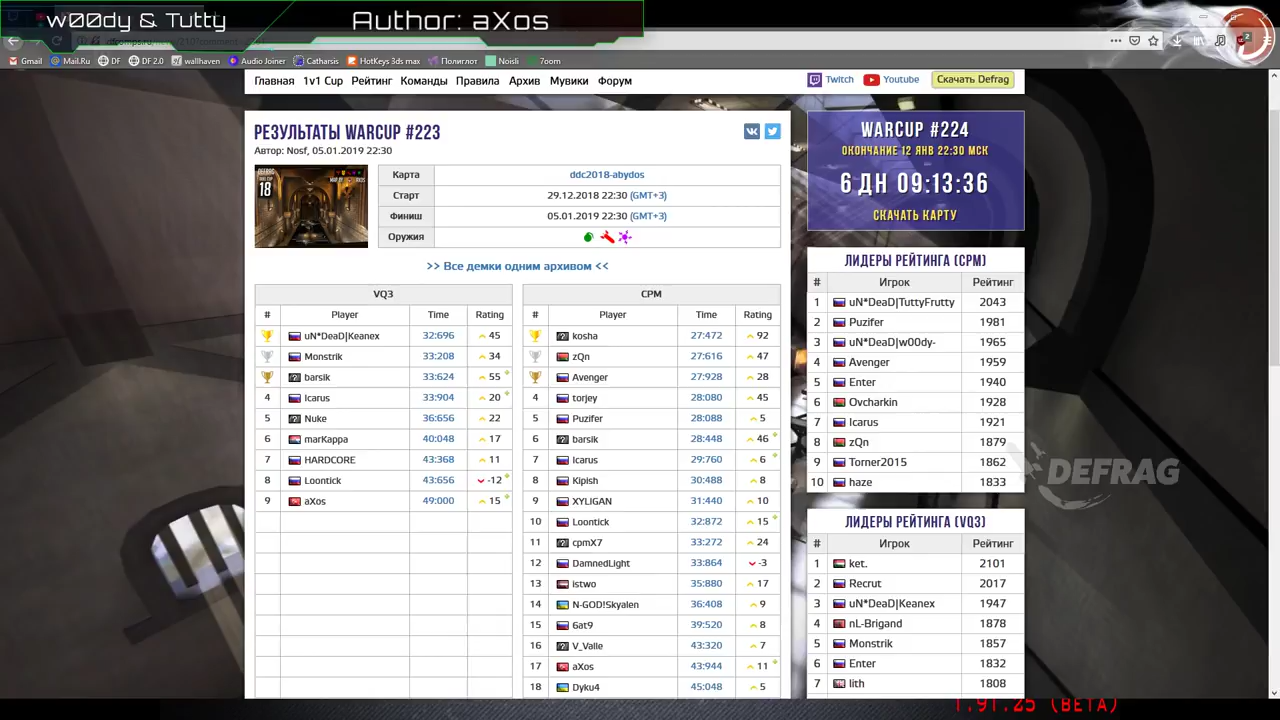 w00dy & Tutty
Author: aXos
Gmail Mail.Ru DF DF 2.0 wallhaven Audio Joiner Catharsis HotKeys 3ds max Полиглот Noisli 7oom
Главная 1v1 Cup Рейтинг Команды Правила Архив Мувики Форум Twitch Youtube Скачать Defrag
РЕЗУЛЬТАТЫ WARCUP #223
Автор: Nosf, 05.01.2019 22:30
DEFRAG
18
Карта ddc2018-abydos
Старт 29.12.2018 22:30 (GMT+3)
Финиш 05.01.2019 22:30 (GMT+3)
Оружия
>> Все демки одним архивом <<
VQ3
# Player Time Rating
uN*DeaD|Keanex 32:696 45
Monstrik 33:208 34
barsik 33:624 55
4 Icarus 33:904 20
5 Nuke 36:656 22
6 marKappa 40:048 17
7 HARDCORE 43:368 11
8 Loontick 43:656 -12
9 aXos 49:000 15
CPM
# Player Time Rating
kosha 27:472 92
zQn 27:616 47
Avenger 27:928 28
4 torjey 28:080 45
5 Puzifer 28:088 5
6 barsik 28:448 46
7 Icarus 29:760 6
8 Kipish 30:488 8
9 XYLIGAN 31:440 10
10 Loontick 32:872 15
11 cpmX7 33:272 24
12 DamnedLight 33:864 -3
13 istwo 35:880 17
14 N-GOD!Skyalen 36:408 9
15 6at9 39:520 8
16 V_Valle 43:320 7
17 aXos 43:944 11
18 Dyku4 45:048 5
WARCUP #224
ОКОНЧАНИЕ 12 ЯНВ 22:30 МСК
6 ДН 09:13:36
СКАЧАТЬ КАРТУ
ЛИДЕРЫ РЕЙТИНГА (CPM)
# Игрок Рейтинг
1 uN*DeaD|TuttyFrutty 2043
2 Puzifer 1981
3 uN*DeaD|w00dy- 1965
4 Avenger 1959
5 Enter 1940
6 Ovcharkin 1928
7 Icarus 1921
8 zQn 1879
9 Torner2015 1862
10 haze 1833
ЛИДЕРЫ РЕЙТИНГА (VQ3)
# Игрок Рейтинг
1 ket. 2101
2 Recrut 2017
3 uN*DeaD|Keanex 1947
4 nL-Brigand 1878
5 Monstrik 1857
6 Enter 1832
7 lith 1808
DEFRAG
1.91.25 (BETA)